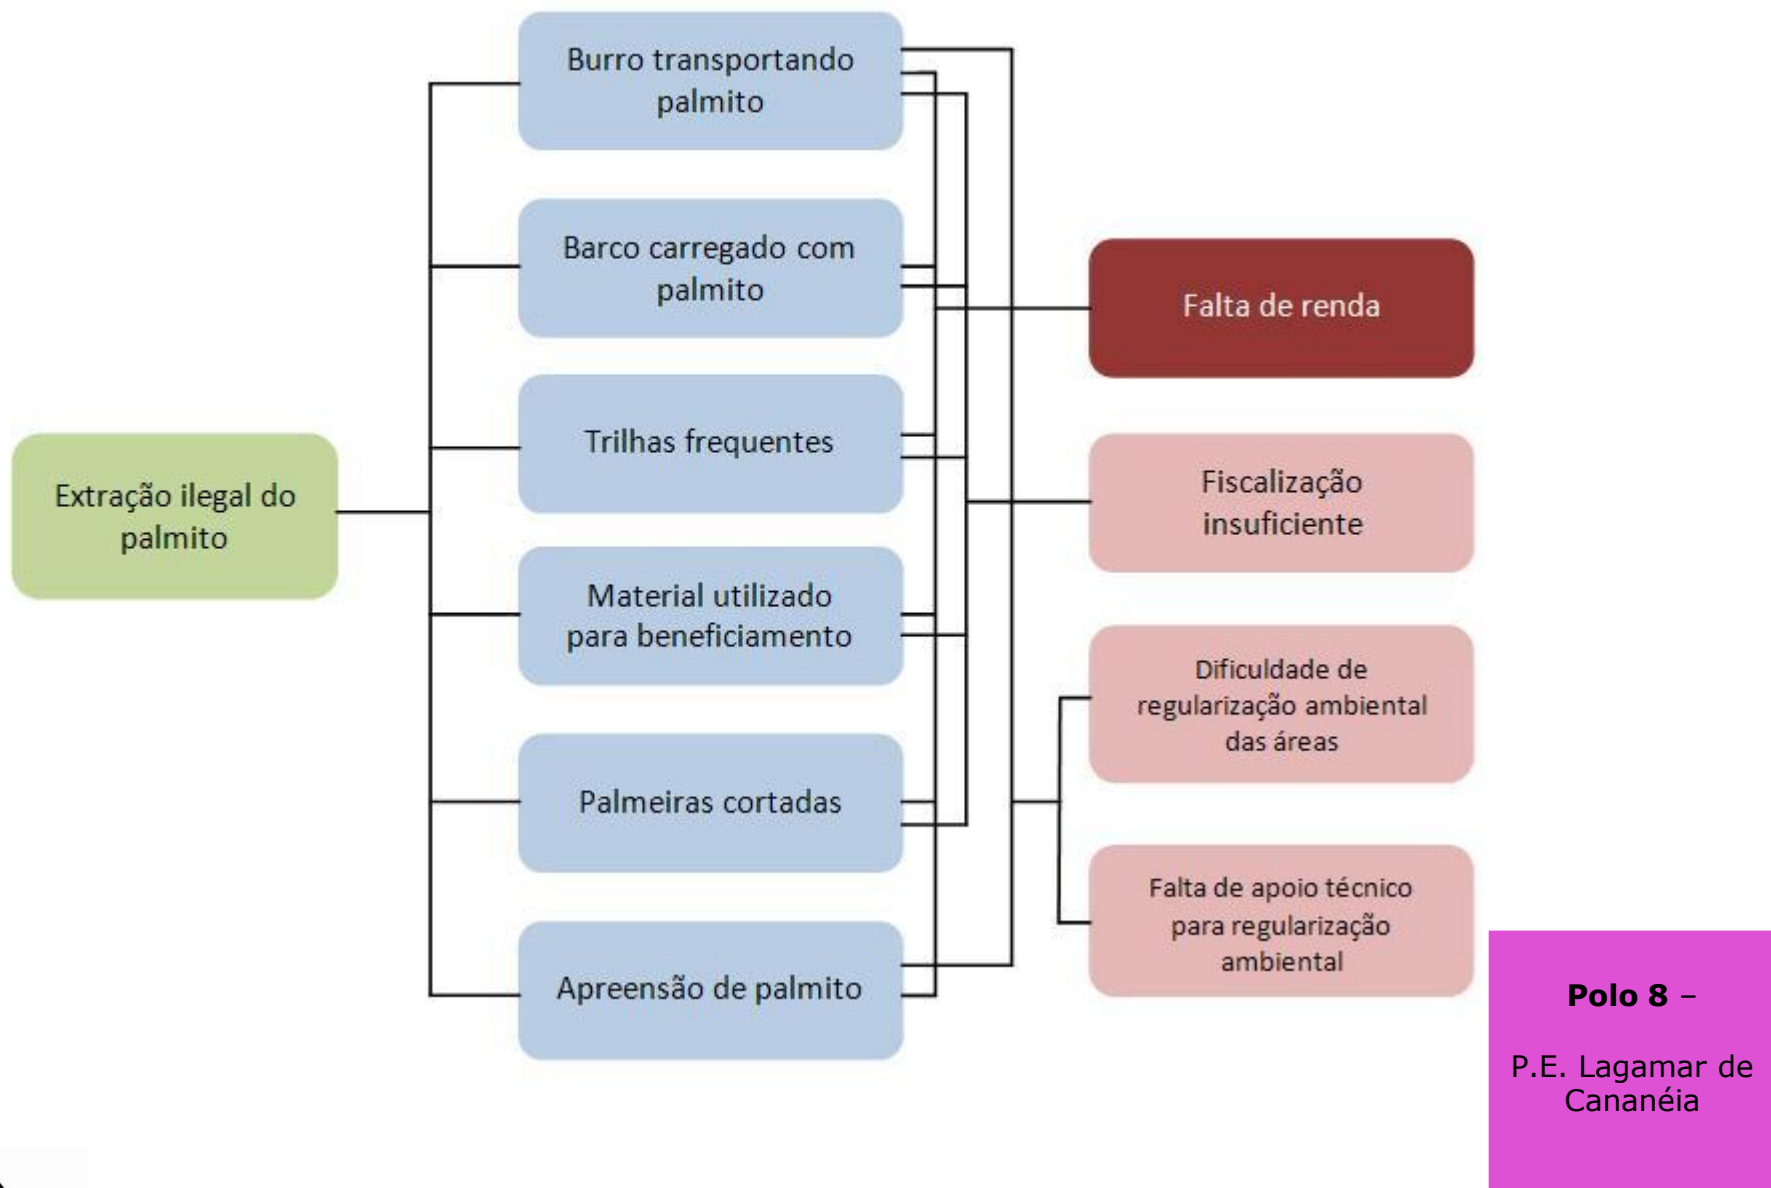 Extração ilegal do
palmito
Burro transportando
palmito
Barco carregado com
palmito
Trilhas frequentes
Material utilizado
para beneficiamento
Palmeiras cortadas
Apreensão de palmito
Falta de renda
Fiscalização
insuficiente
Dificuldade de
regularização ambiental
das áreas
Falta de apoio técnico
para regularização
ambiental
Polo 8 –
P.E. Lagamar de
Cananéia